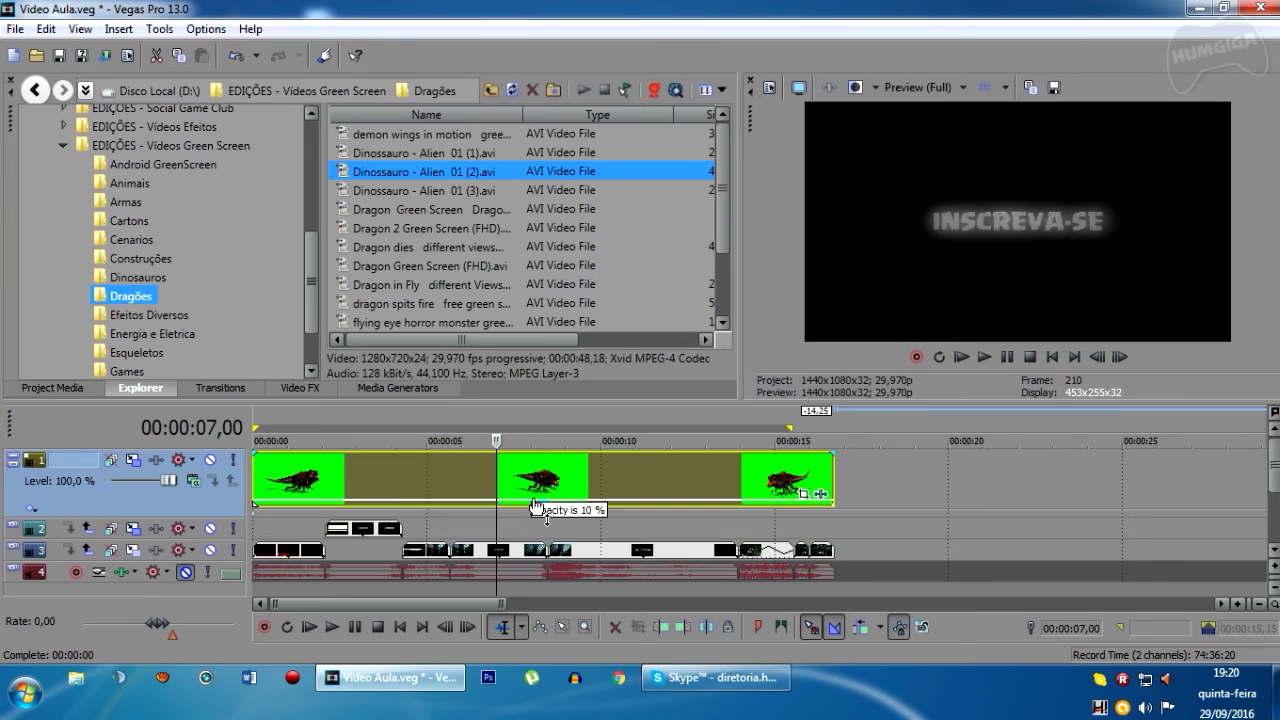 Video Aula.veg * - Vegas Pro 13.0
File Edit View Insert Tools Options Help
HUMGIGA
Disco Local (D:\) EDIÇÕES - Vídeos Green Screen Dragões
Preview (Full)
EDIÇÕES - Social Game Club
EDIÇÕES - Vídeos Efeitos
EDIÇÕES - Vídeos Green Screen
Android GreenScreen
Animais
Armas
Cartons
Cenarios
Construções
Dinosauros
Dragões
Efeitos Diversos
Energia e Eletrica
Esqueletos
Games
Name Type Si
demon wings in motion gree... AVI Video File 3
Dinossauro - Alien 01 (1).avi AVI Video File 2
Dinossauro - Alien 01 (2).avi AVI Video File 4
Dinossauro - Alien 01 (3).avi AVI Video File 2
Dragon Green Screen Drago... AVI Video File
Dragon 2 Green Screen (FHD).... AVI Video File
Dragon dies different views... AVI Video File 4
Dragon Green Screen (FHD).avi AVI Video File
Dragon in Fly different Views... AVI Video File 2
dragon spits fire free green s... AVI Video File 5
flying eye horror monster gree... AVI Video File 1
Video: 1280x720x24; 29,970 fps progressive; 00:00:48,18; Xvid MPEG-4 Codec
Audio: 128 kBit/s, 44,100 Hz, Stereo; MPEG Layer-3
Project Media Explorer Transitions Video FX Media Generators
INSCREVA-SE
Project: 1440x1080x32; 29,970p Frame: 210
Preview: 1440x1080x32; 29,970p Display: 453x255x32
00:00:07,00
-14,25
00:00:00 00:00:05 00:00:10 00:00:15 00:00:20 00:00:25
1
Level: 100,0 %
pacity is 10 %
2
3
4
Rate: 0,00
00:00:07,00 00:00:15,15
Complete: 00:00:00 Record Time (2 channels): 74:36:20
Video Aula.veg * - Ve... Ps Skype™ - diretoria.h...
19:20
quinta-feira
29/09/2016